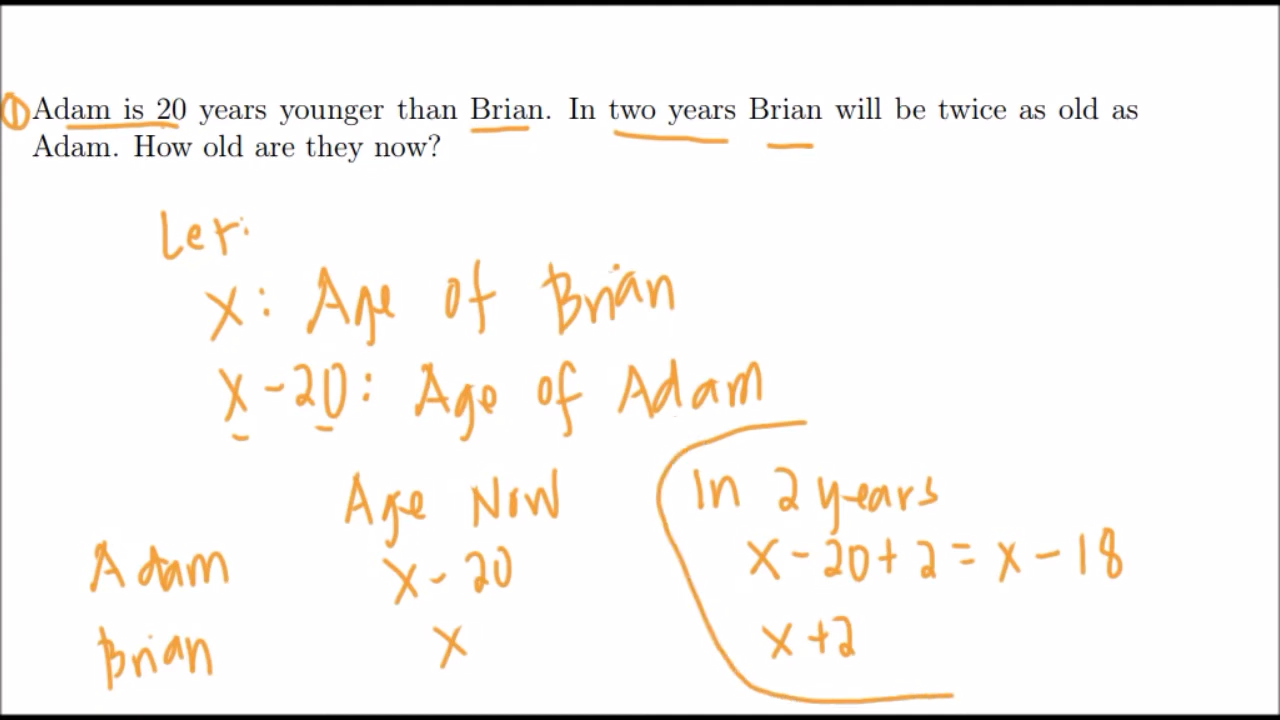 ① Adam is 20 years younger than Brian. In two years Brian will be twice as old as
Adam. How old are they now?
Let:
x: Age of Brian
x - 20: Age of Adam
Age Now In 2 years
Adam x - 20 x - 20 + 2 = x - 18
Brian x x + 2